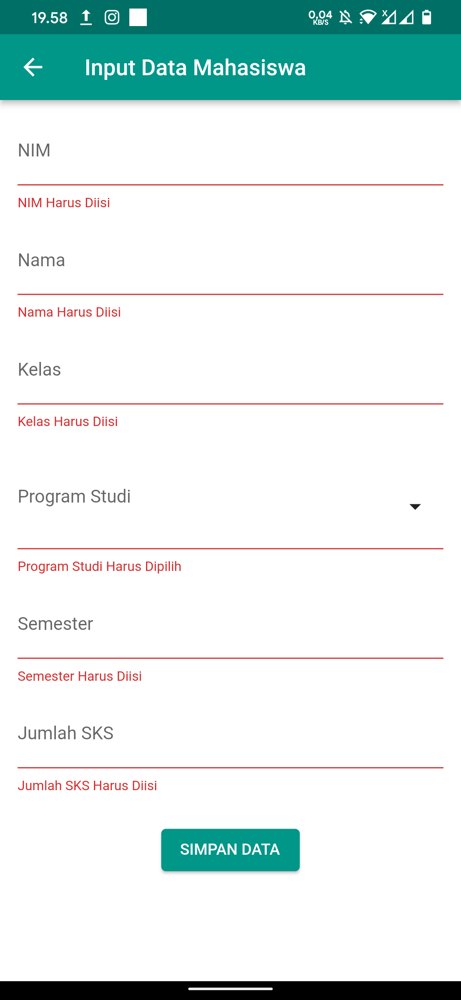 19.58
0,04
KB/S
Input Data Mahasiswa
NIM
NIM Harus Diisi
Nama
Nama Harus Diisi
Kelas
Kelas Harus Diisi
Program Studi
Program Studi Harus Dipilih
Semester
Semester Harus Diisi
Jumlah SKS
Jumlah SKS Harus Diisi
SIMPAN DATA